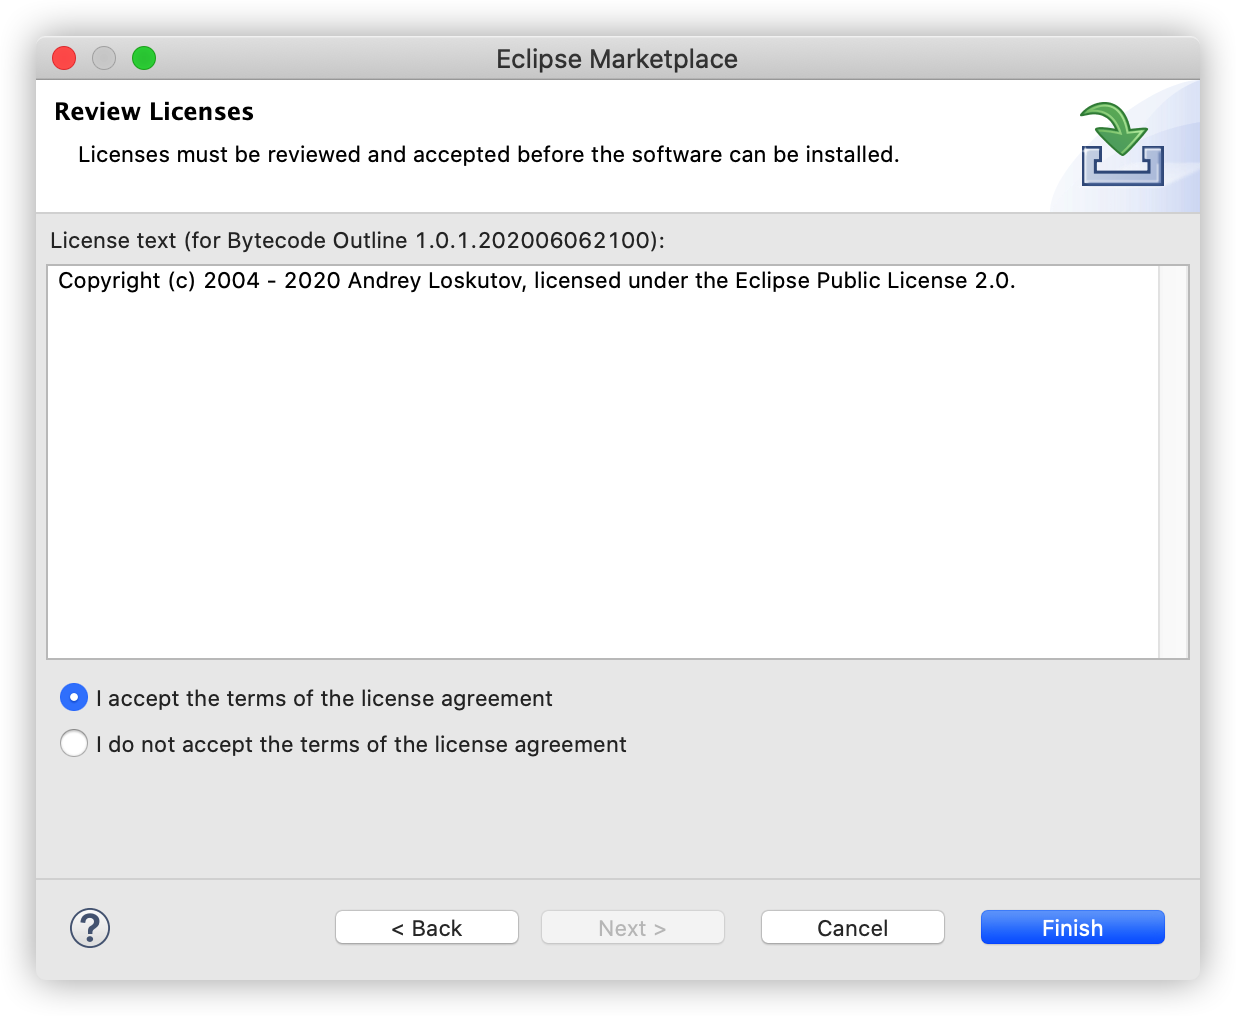 Eclipse Marketplace
Review Licenses
Licenses must be reviewed and accepted before the software can be installed.
License text (for Bytecode Outline 1.0.1.202006062100):
Copyright (c) 2004 - 2020 Andrey Loskutov, licensed under the Eclipse Public License 2.0.
I accept the terms of the license agreement
I do not accept the terms of the license agreement
? < Back Next > Cancel Finish